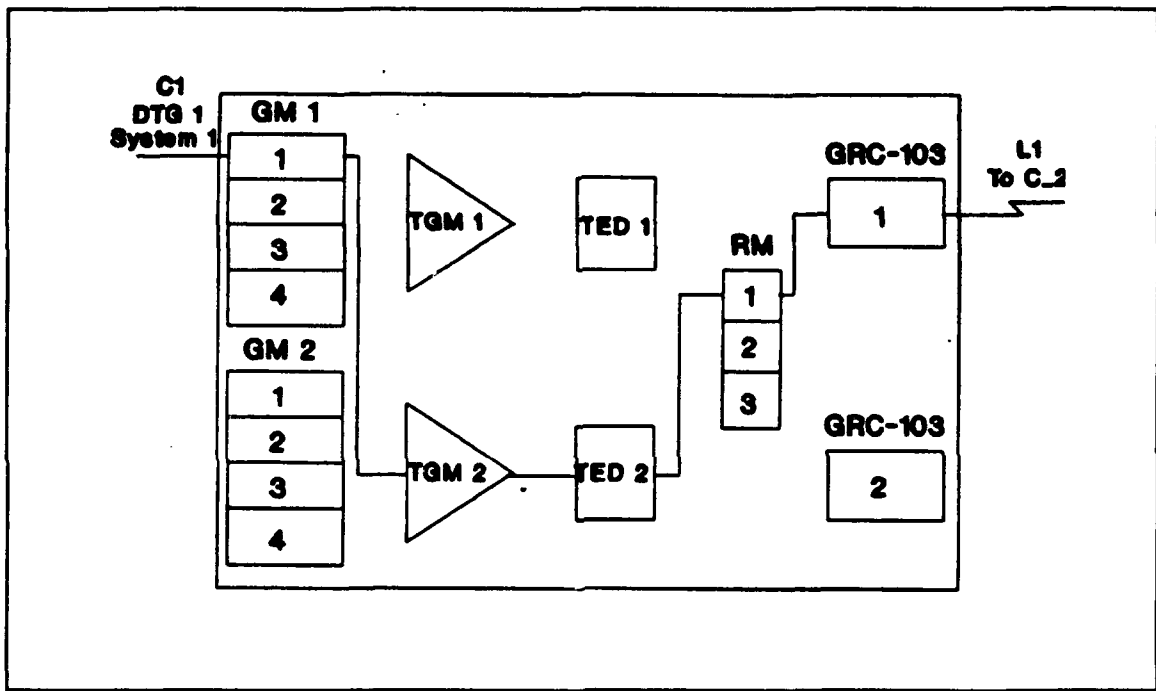 C1
DTG 1
System 1
GM 1
1
2
3
4
GM 2
1
2
3
4
TGM 1
TGM 2
TED 1
TED 2
RM
1
2
3
GRC-103
1
GRC-103
2
L1
To C_2